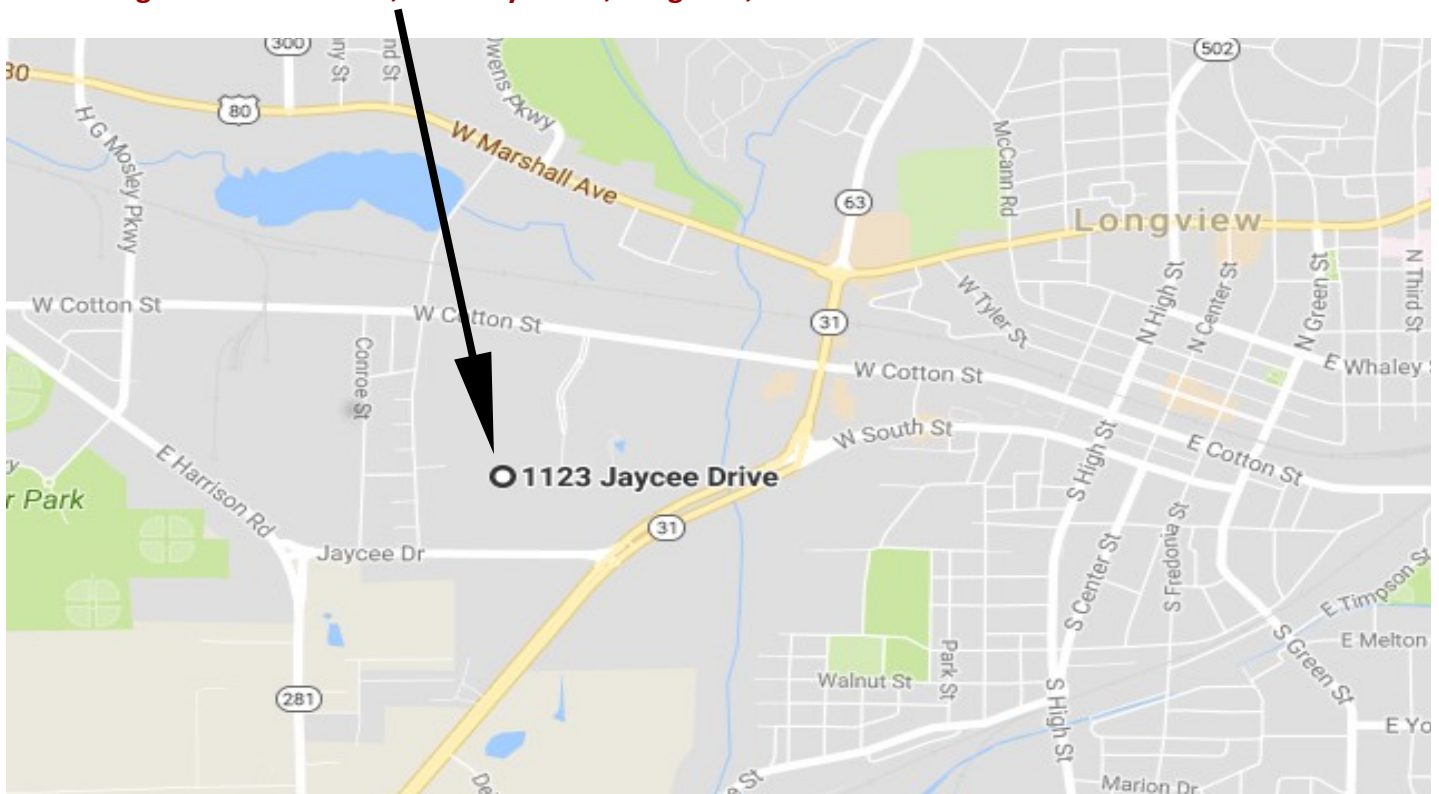 300
502
Owens Pkwy
80
McCann Rd
H G Mosley Pkwy
W Marshall Ave
63
Longview
N Third St
W Cotton St
W Cotton St
31
W Tyler St
N High St
N Center St
N Green St
Conroe St
W Cotton St
E Whaley
W South St
S High St
E Cotton St
E Harrison Rd
1123 Jaycee Drive
r Park
31
Jaycee Dr
S Center St
S Fredonia St
E Timpson St
E Melton
Walnut St
Park St
S Green St
281
S High St
E Yo
Marion Dr